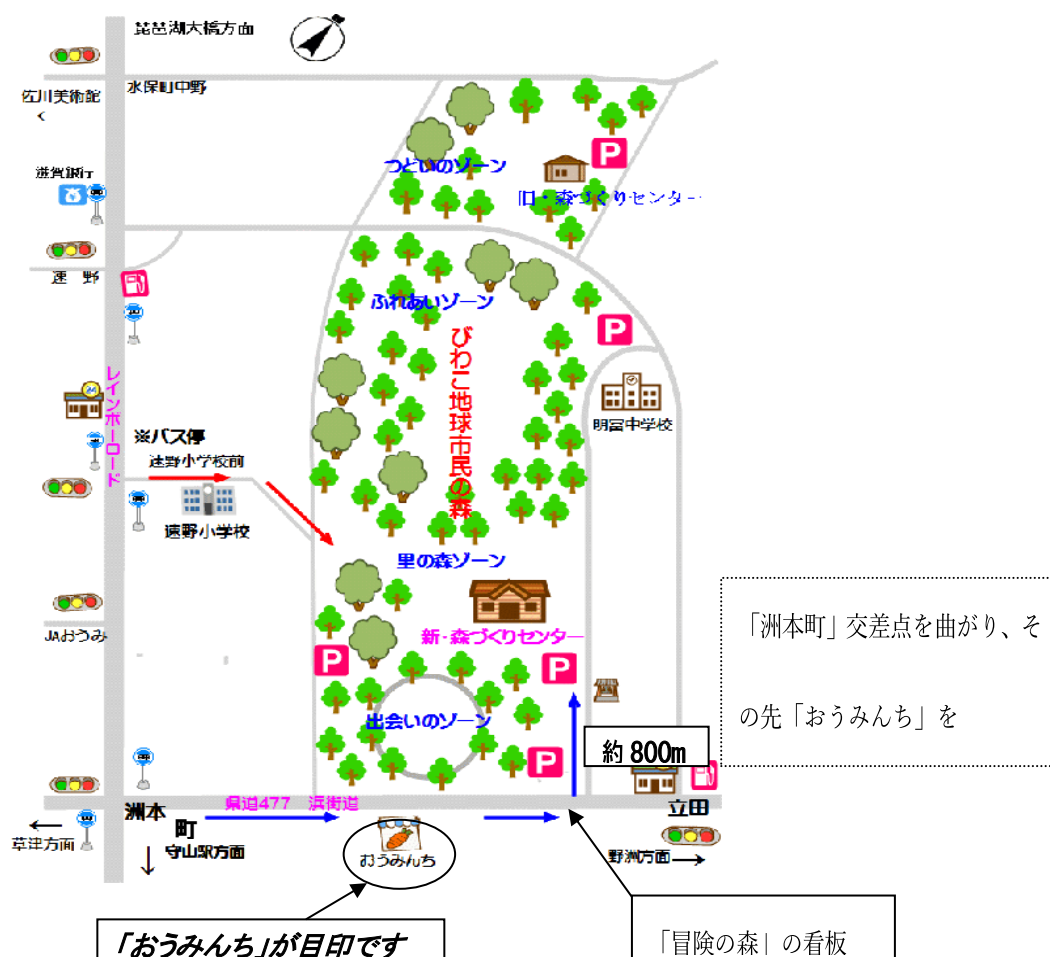 琵琶湖大橋方面
佐川美術館
<
水保町中野
滋賀銀行
つどいのゾーン
P
旧・森づくりセンター
速 野
ふれあいゾーン
P
びわこ地球市民の森
レインボーロード
24
明富中学校
※バス停
速野小学校前
速野小学校
里の森ゾーン
新・森づくりセンター
JAおうみ
P
P
出会いのゾーン
P
約 800m
「洲本町」交差点を曲がり、そ
の先「おうみんち」を
洲本
町
県道477 浜街道
立田
←
草津方面
↓
守山駅方面
おうみんち
野洲方面→
「おうみんち」が目印です
「冒険の森」の看板